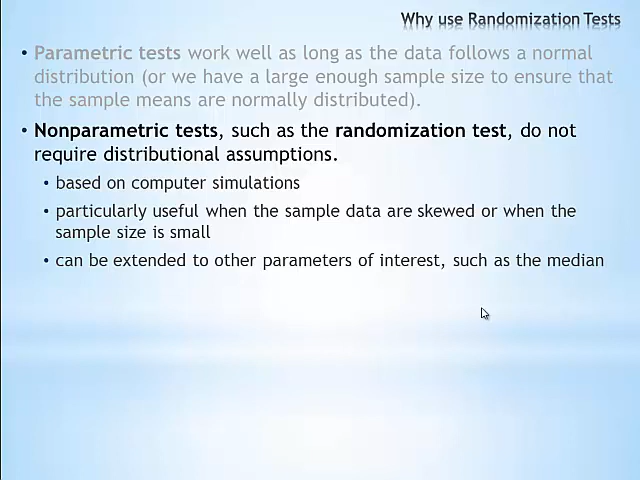 Why use Randomization Tests
• Parametric tests work well as long as the data follows a normal
distribution (or we have a large enough sample size to ensure that
the sample means are normally distributed).
• Nonparametric tests, such as the randomization test, do not
require distributional assumptions.
• based on computer simulations
• particularly useful when the sample data are skewed or when the
sample size is small
• can be extended to other parameters of interest, such as the median